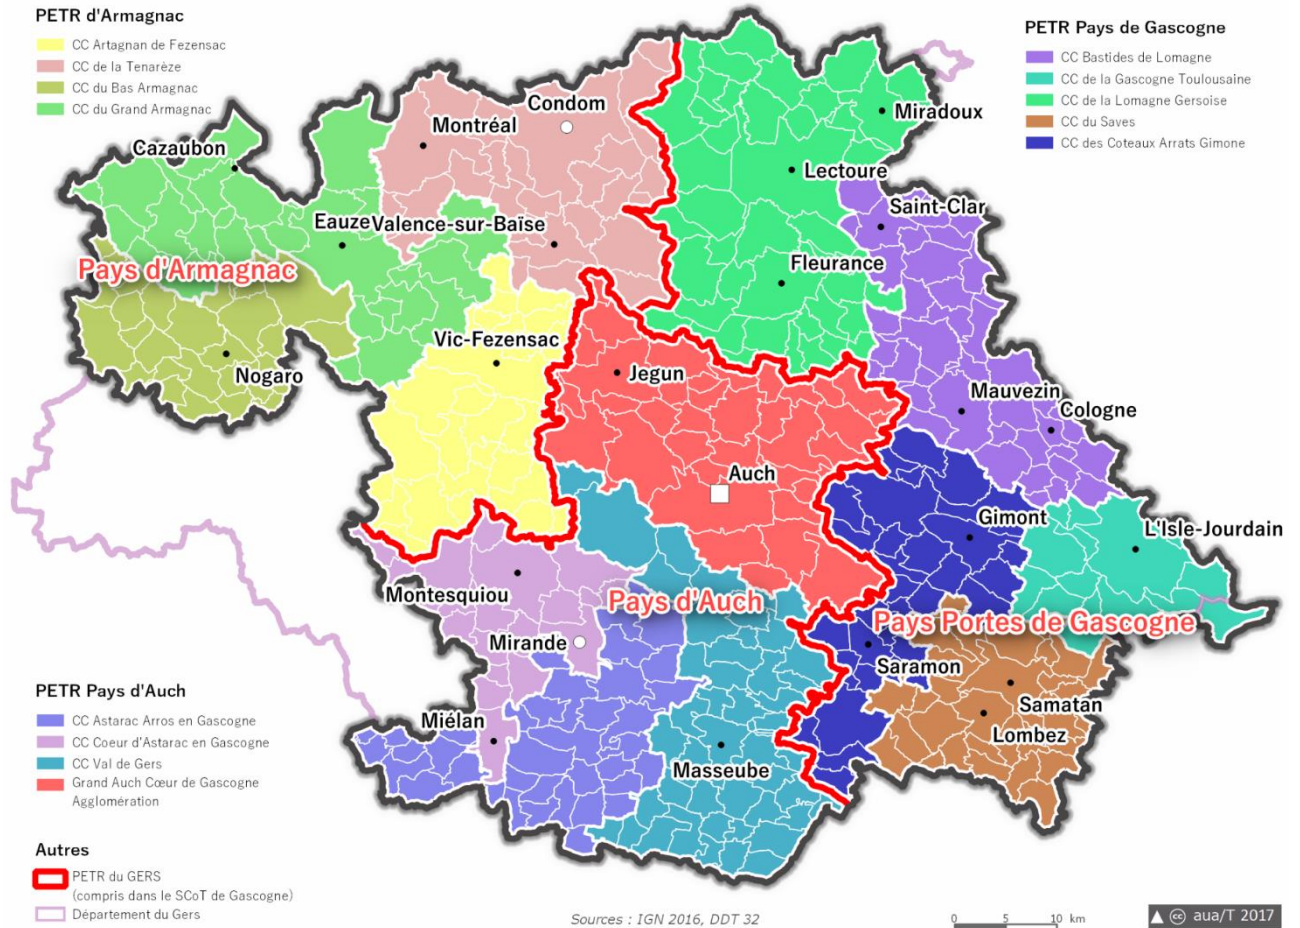 PETR d'Armagnac
CC Artagnan de Fezensac
CC de la Tenarèze
CC du Bas Armagnac
CC du Grand Armagnac
PETR Pays de Gascogne
CC Bastides de Lomagne
CC de la Gascogne Toulousaine
CC de la Lomagne Gersoise
CC du Saves
CC des Coteaux Arrats Gimone
Condom
Montréal
Miradoux
Cazaubon
Lectoure
Saint-Clar
Eauze
Valence-sur-Baïse
Pays d'Armagnac
Fleurance
Vic-Fezensac
Nogaro
Jegun
Mauvezin
Cologne
Auch
Gimont
L'Isle-Jourdain
Montesquiou
Pays d'Auch
Pays Portes de Gascogne
Mirande
Saramon
Samatan
Lombez
Miélan
Masseube
PETR Pays d'Auch
CC Astarac Arros en Gascogne
CC Coeur d'Astarac en Gascogne
CC Val de Gers
Grand Auch Cœur de Gascogne
Agglomération
Autres
PETR du GERS
(compris dans le SCoT de Gascogne)
Département du Gers
Sources : IGN 2016, DDT 32
0 5 10 km
cc aua/T 2017